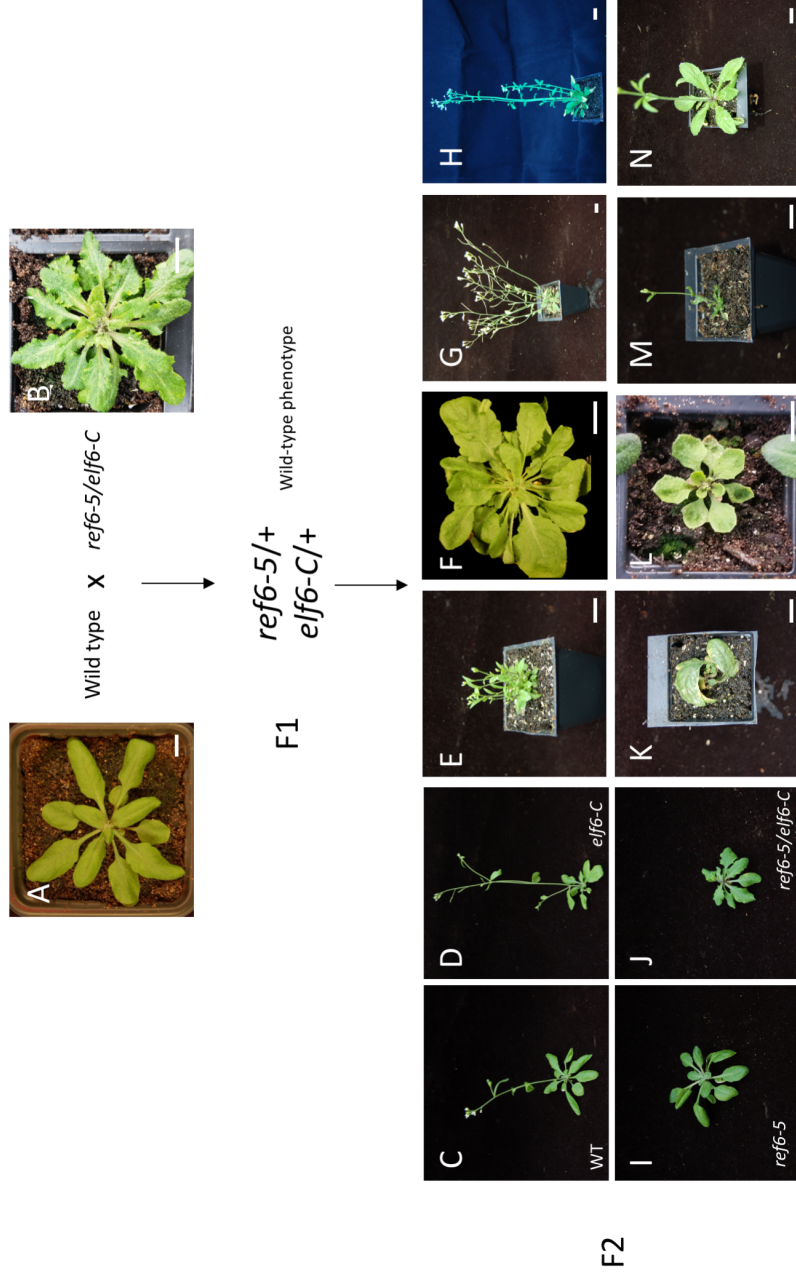 A
B
Wild type x ref6-5/elf6-C
F1
ref6-5/+
elf6-C/+
Wild-type phenotype
F2
C
WT
D
elf6-C
E
F
G
H
I
ref6-5
J
ref6-5/elf6-C
K
L
M
N